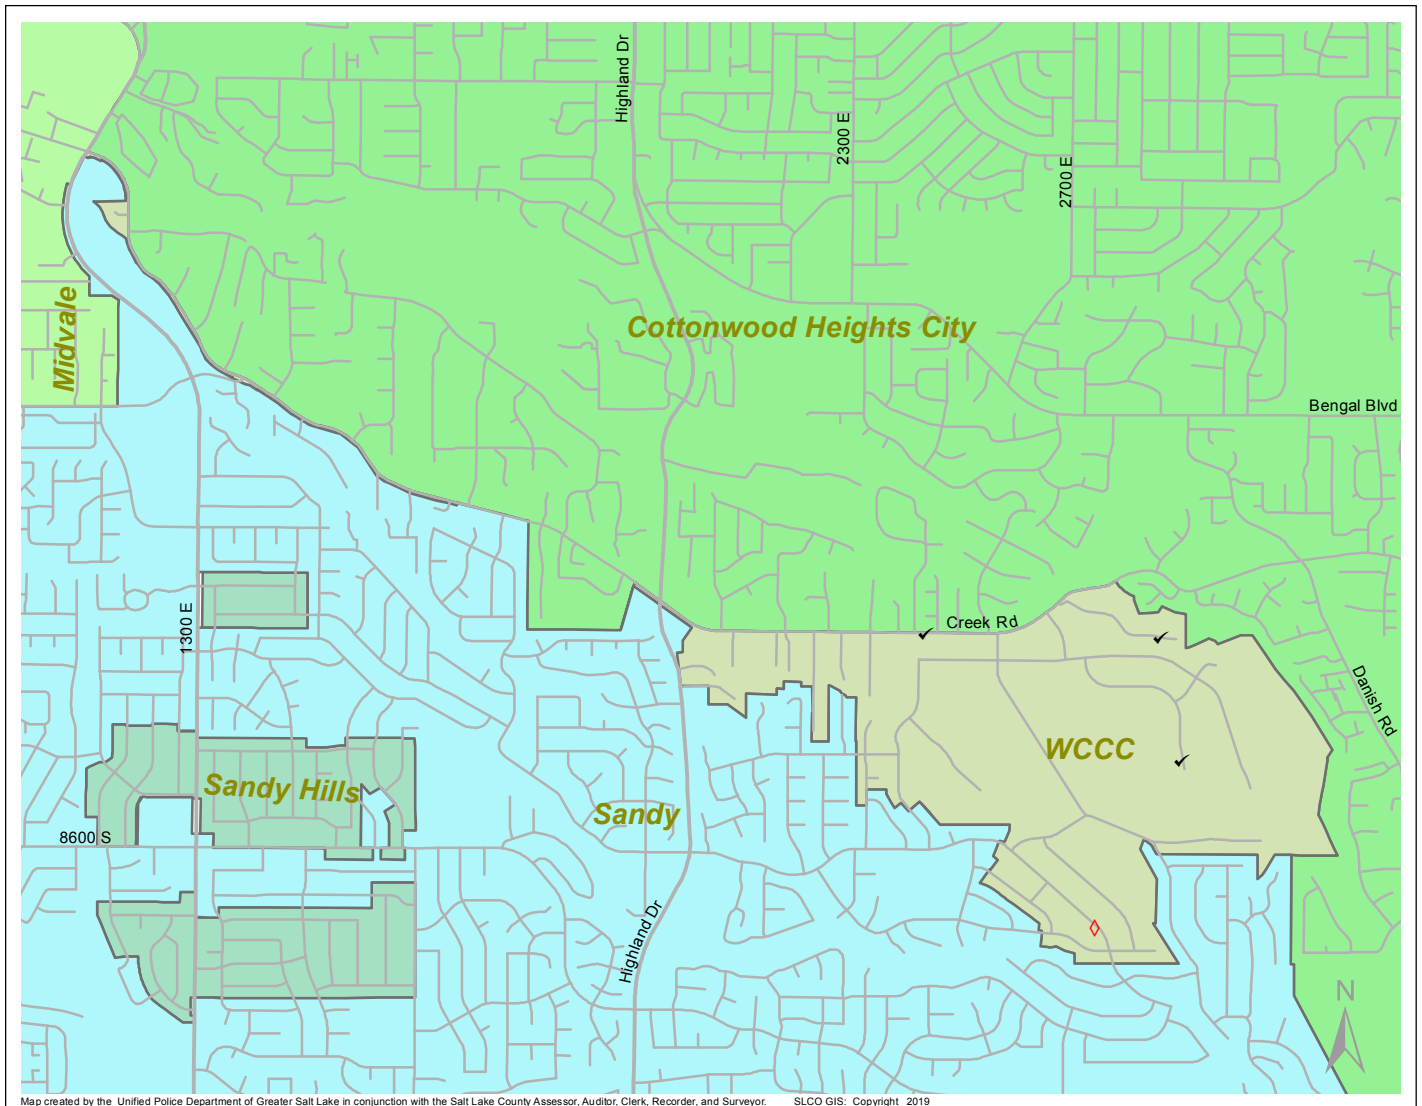 Highland Dr
2300 E
2700 E
Midvale
Cottonwood Heights City
Bengal Blvd
1300 E
Creek Rd
Danish Rd
WCCC
Sandy Hills
Sandy
8600 S
Highland Dr
N
Map created by the Unified Police Department of Greater Salt Lake in conjunction with the Salt Lake County Assessor, Auditor, Clerk, Recorder, and Surveyor. SLCO GIS: Copyright 2019